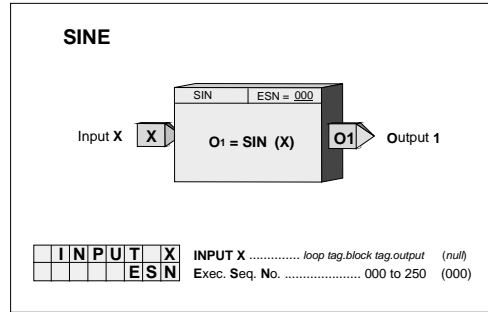 SINE
SIN ESN = 000
Input X X O1 = SIN (X) O1 Output 1
INPUT X INPUT X .............. loop tag.block tag.output (null)
ESN Exec. Seq. No. ..................... 000 to 250 (000)